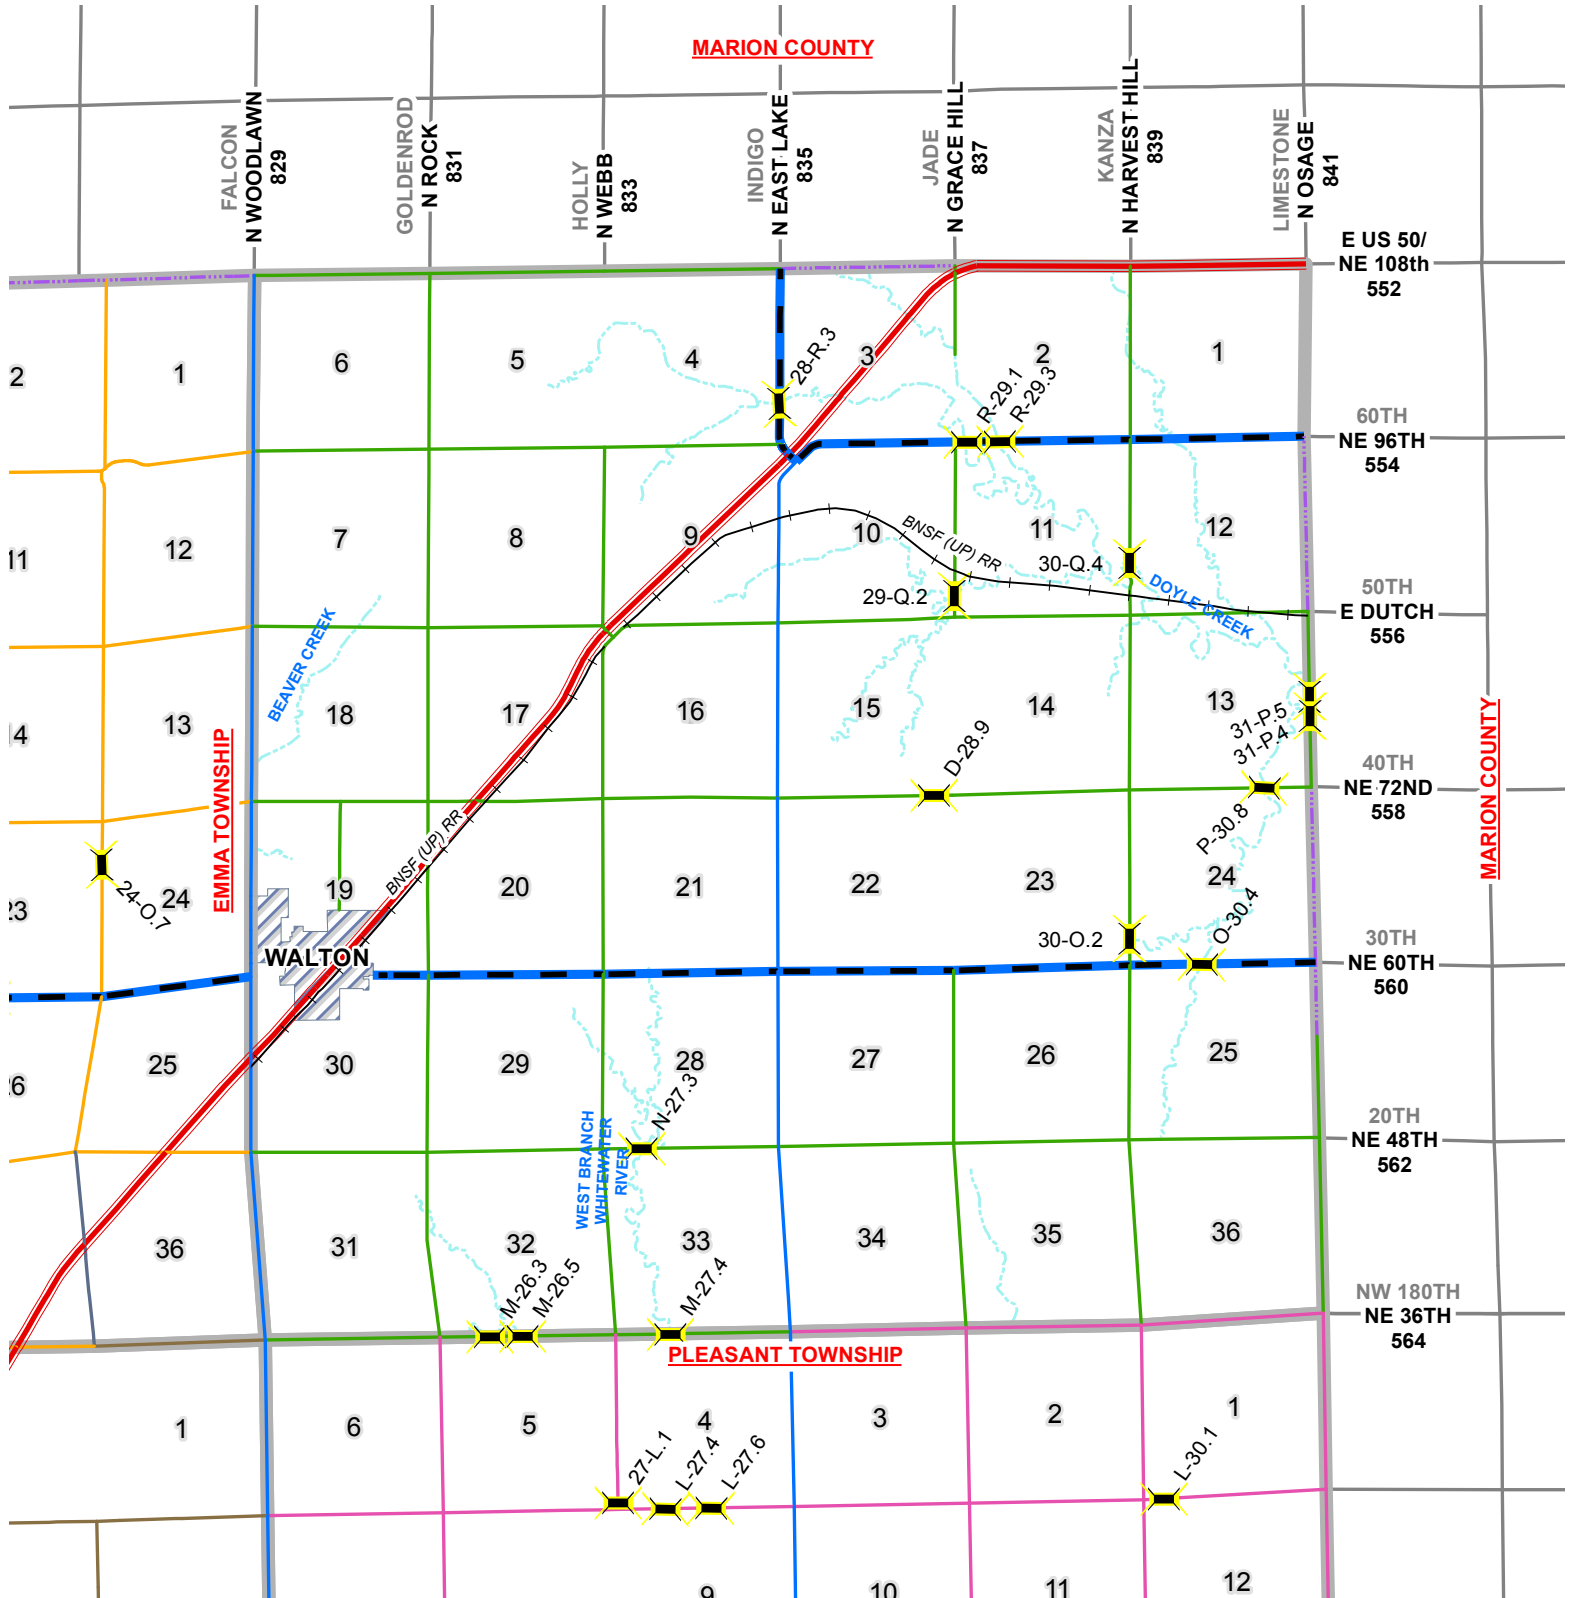 MARION COUNTY
FALCON
N WOODLAWN
829
GOLDENROD
N ROCK
831
HOLLY
N WEBB
833
INDIGO
N EAST LAKE
835
JADE
N GRACE HILL
837
KANZA
N HARVEST HILL
839
LIMESTONE
N OSAGE
841
E US 50/
NE 108th
552
2
1
6
5
4
28-R.3
3
2
1
R-29.1
R-29.3
60TH
NE 96TH
554
11
12
7
8
9
10
BNSF (UP) RR
11
30-Q.4
12
29-Q.2
DOYLE CREEK
50TH
E DUTCH
556
BEAVER CREEK
14
13
18
17
16
15
14
13
31-P.5
31-P.4
D-28.9
EMMA TOWNSHIP
MARION COUNTY
40TH
NE 72ND
558
P-30.8
BNSF (UP) RR
23
24-O.7
24
19
20
21
22
23
24
O-30.4
30-O.2
WALTON
30TH
NE 60TH
560
26
25
30
29
28
27
26
25
N-27.3
WEST BRANCH
WHITEWATER
RIVER
20TH
NE 48TH
562
36
31
32
33
34
35
36
M-26.3
M-26.5
M-27.4
NW 180TH
NE 36TH
564
PLEASANT TOWNSHIP
1
6
5
4
3
2
1
27-L.1
L-27.4
L-27.6
L-30.1
9
10
11
12